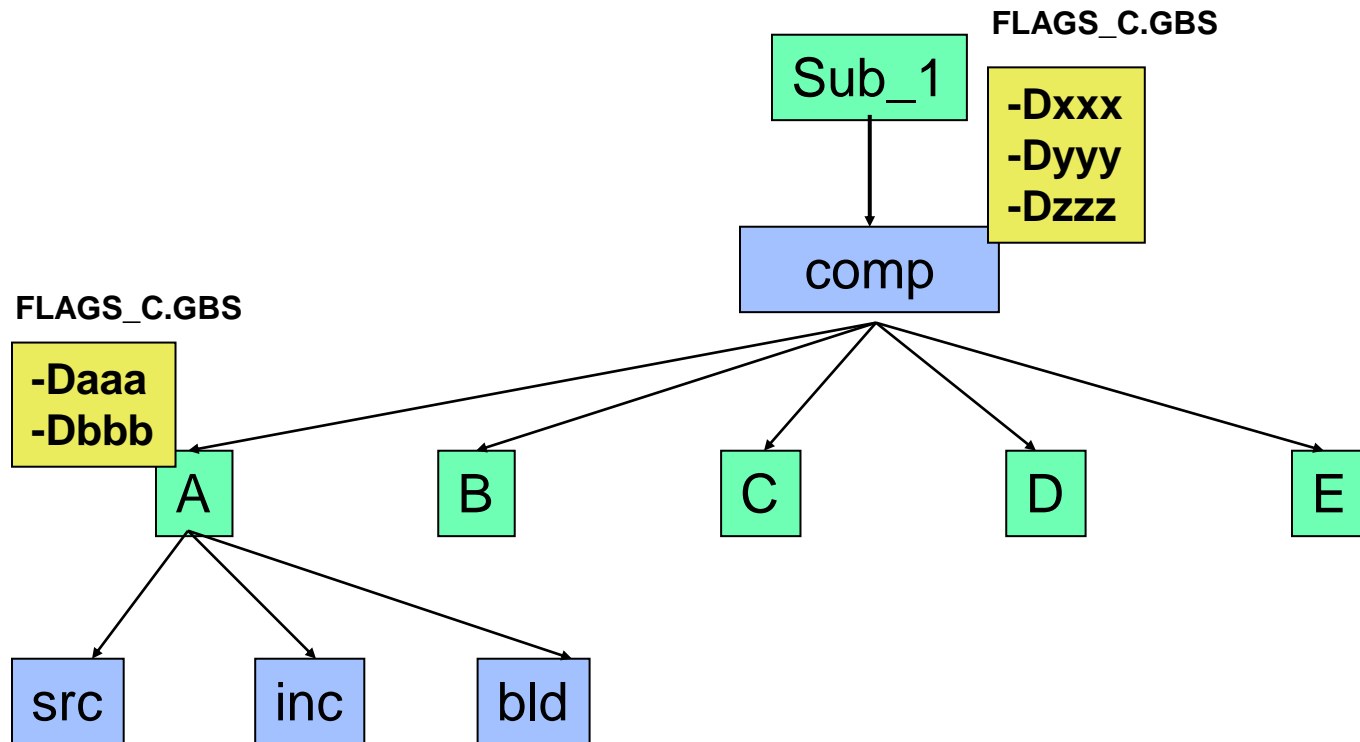 FLAGS_C.GBS
Sub_1
-Dxxx
-Dyyy
-Dzzz
comp
FLAGS_C.GBS
-Daaa
-Dbbb
A
B
C
D
E
src
inc
bld